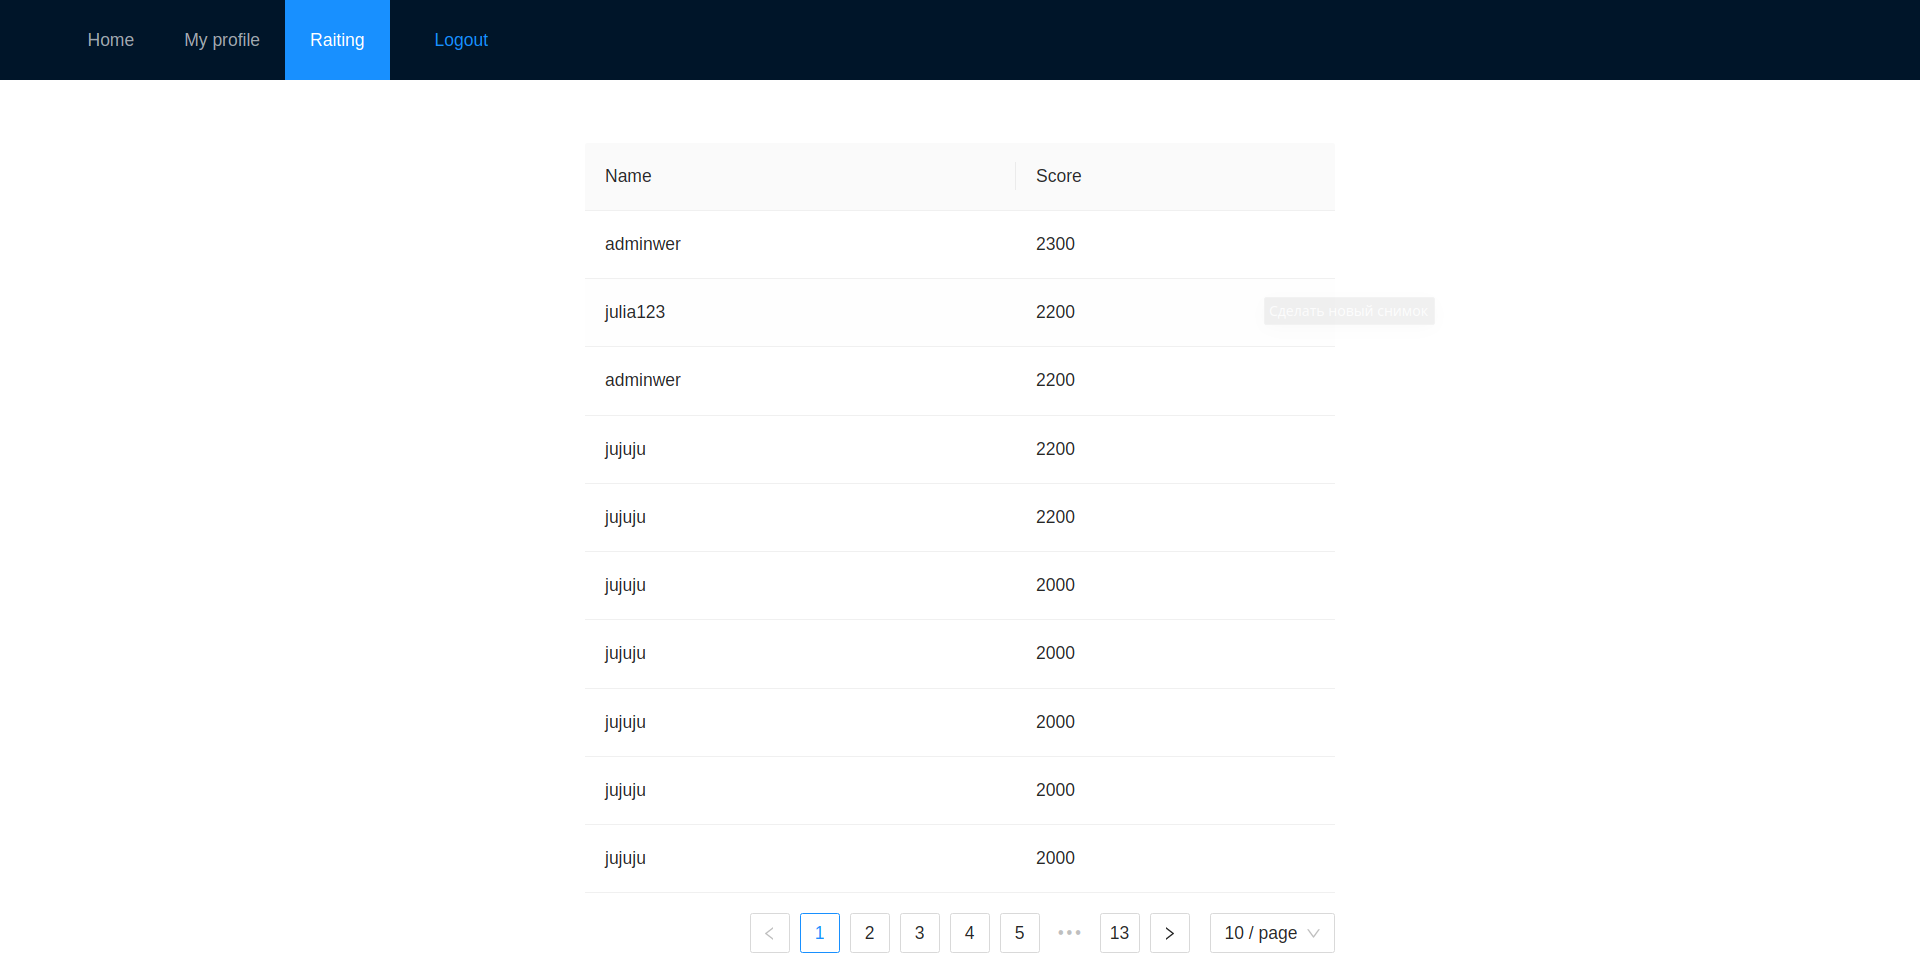 Home My profile Raiting Logout
Name Score
adminwer 2300
julia123 2200 Сделать новый снимок
adminwer 2200
jujuju 2200
jujuju 2200
jujuju 2000
jujuju 2000
jujuju 2000
jujuju 2000
jujuju 2000
< 1 2 3 4 5 ••• 13 > 10 / page